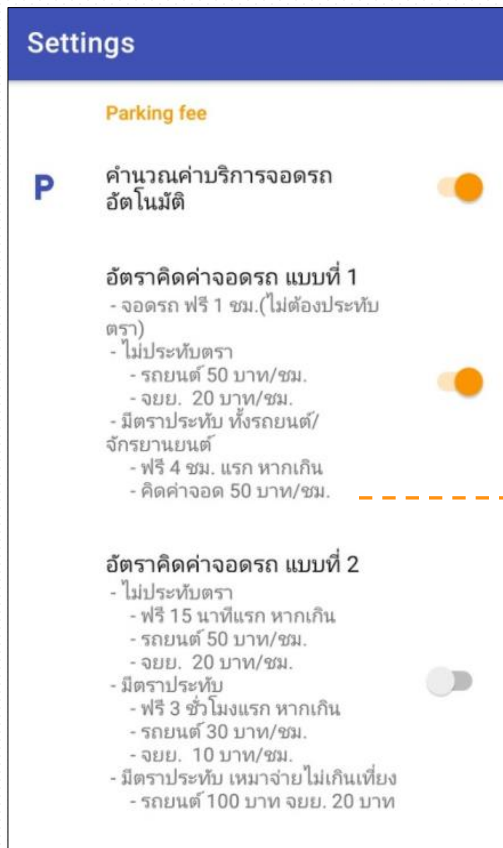 Settings
Parking fee
P
คำนวณค่าบริการจอดรถ
อัตโนมัติ
อัตราคิดค่าจอดรถ แบบที่ 1
- จอดรถ ฟรี 1 ชม.(ไม่ต้องประทับ
ตรา)
- ไม่ประทับตรา
- รถยนต์ 50 บาท/ชม.
- จยย. 20 บาท/ชม.
- มีตราประทับ ทั้งรถยนต์/
จักรยานยนต์
- ฟรี 4 ชม. แรก หากเกิน
- คิดค่าจอด 50 บาท/ชม.
อัตราคิดค่าจอดรถ แบบที่ 2
- ไม่ประทับตรา
- ฟรี 15 นาทีแรก หากเกิน
- รถยนต์ 50 บาท/ชม.
- จยย. 20 บาท/ชม.
- มีตราประทับ
- ฟรี 3 ชั่วโมงแรก หากเกิน
- รถยนต์ 30 บาท/ชม.
- จยย. 10 บาท/ชม.
- มีตราประทับ เหมาจ่ายไม่เกินเที่ยง
- รถยนต์ 100 บาท จยย. 20 บาท